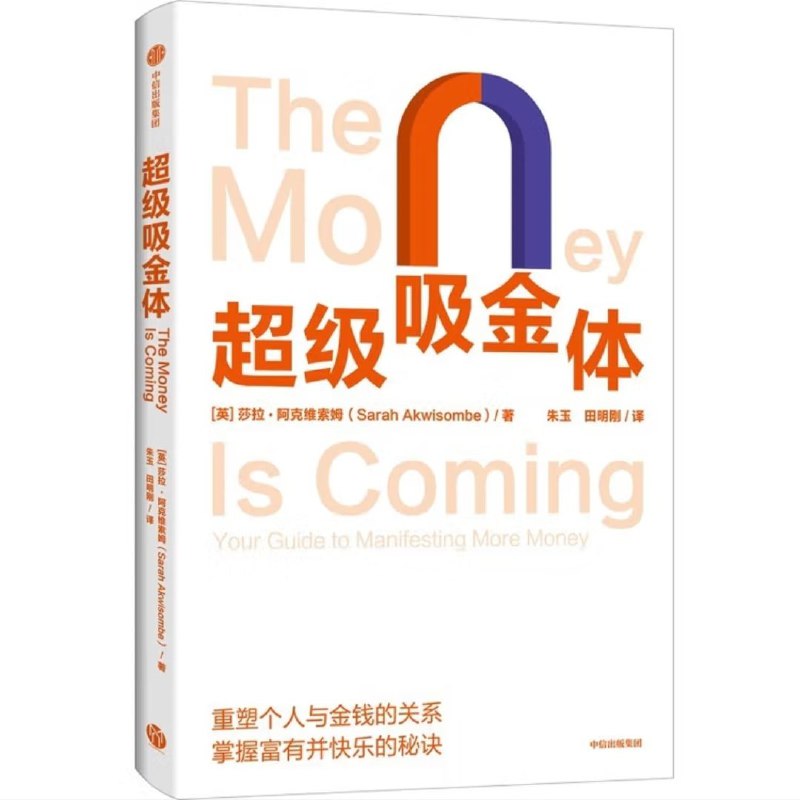 中信出版集团
超级吸金体
The Money
Is Coming
[英]莎拉·阿克维索姆(Sarah Akwisombe)/著
朱玉 田明刚/译
The
Money
超级吸金体
[英]莎拉·阿克维索姆(Sarah Akwisombe)/著 朱玉 田明刚/译
Is Coming
Your Guide to Manifesting More Money
重塑个人与金钱的关系
掌握富有并快乐的秘诀
中信出版集团